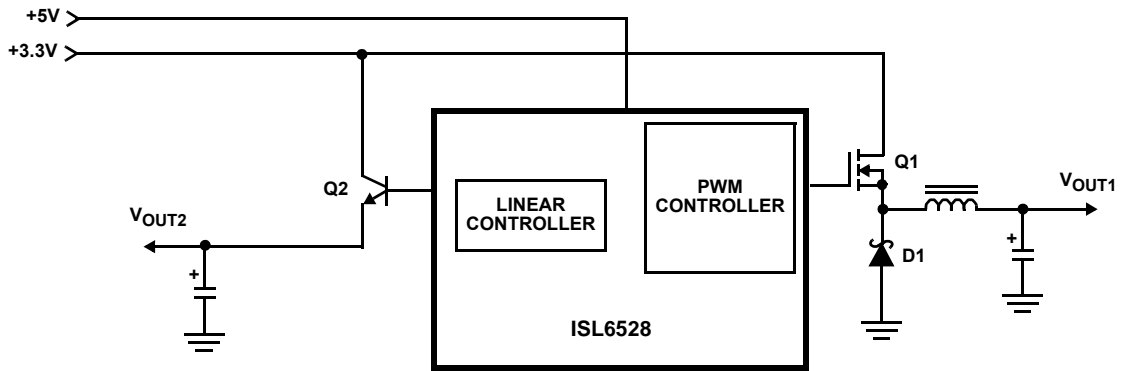 +5V
+3.3V
Q1
Q2
PWM
CONTROLLER
LINEAR
CONTROLLER
VOUT1
VOUT2
D1
+
+
ISL6528